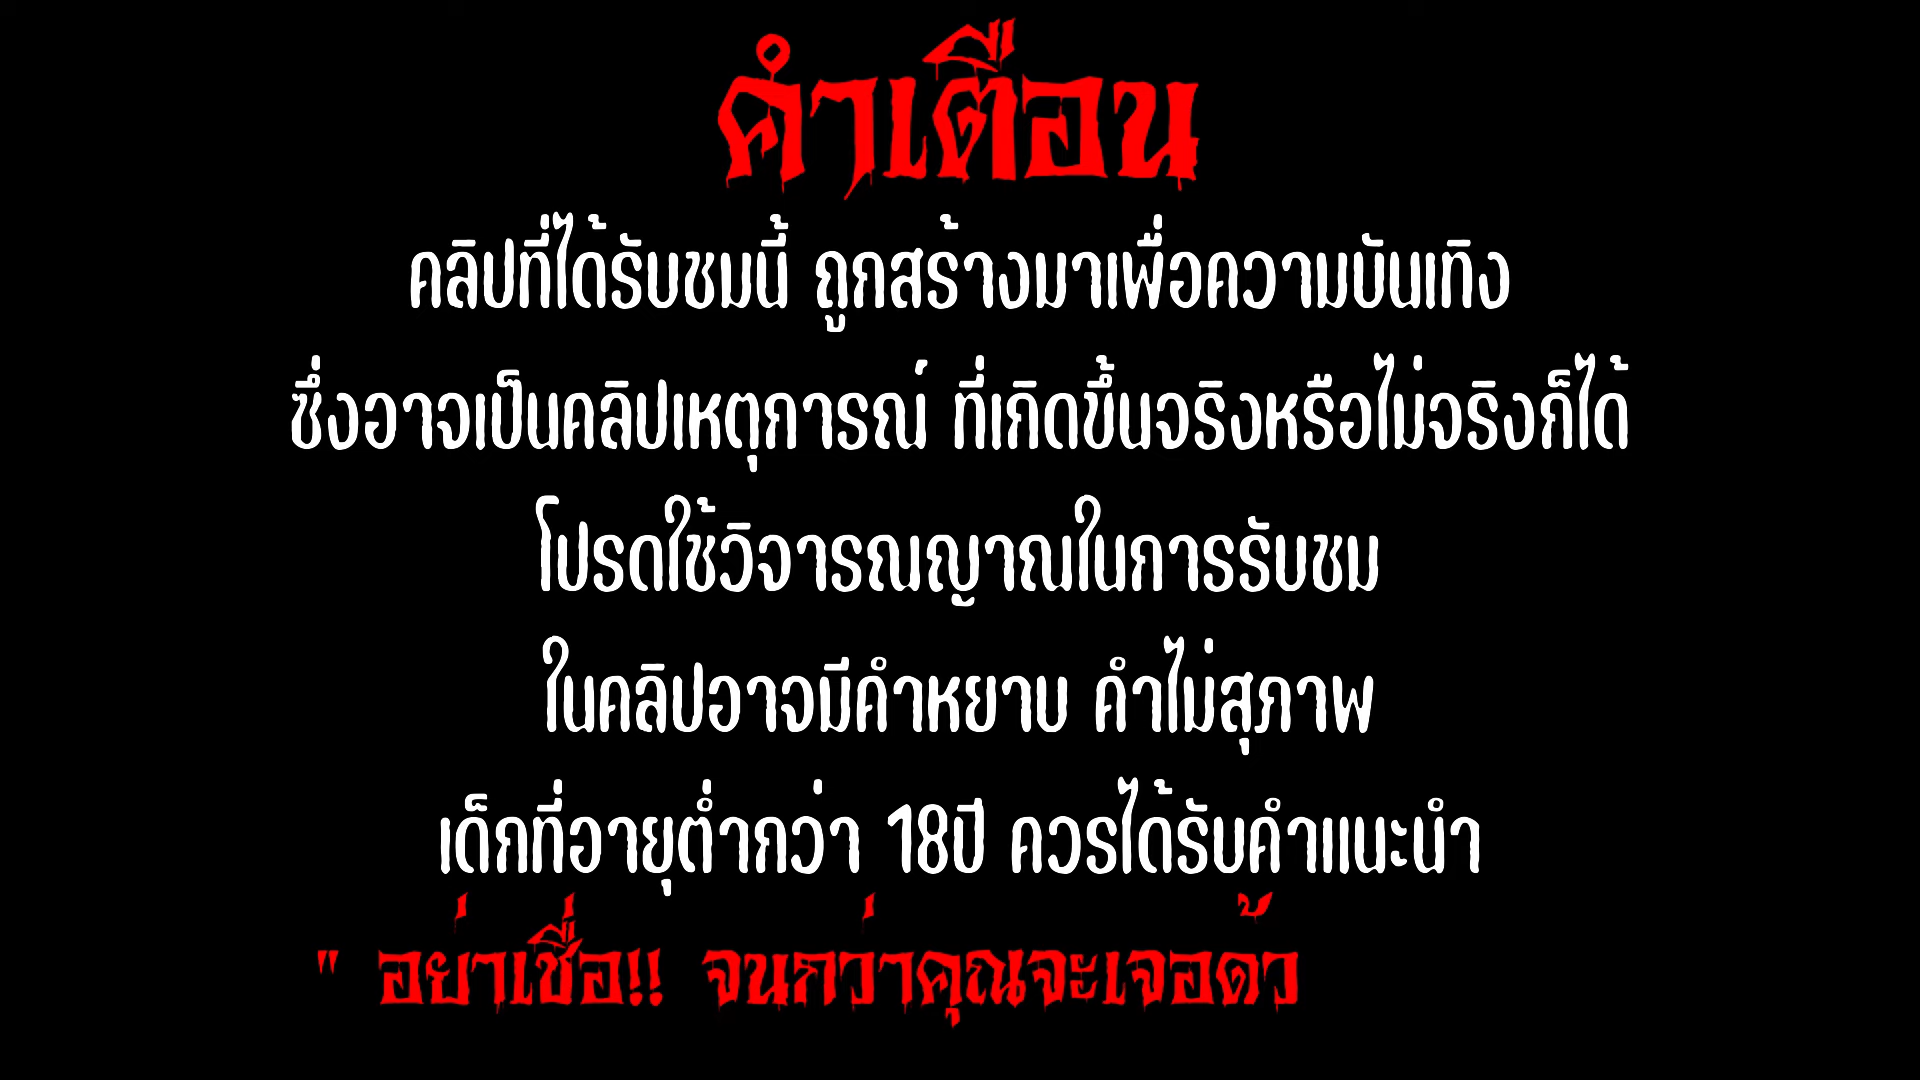 คำเตือน
คลิปที่ได้รับชมนี้ ถูกสร้างมาเพื่อความบันเทิง
ซึ่งอาจเป็นคลิปเหตุการณ์ ที่เกิดขึ้นจริงหรือไม่จริงก็ได้
โปรดใช้วิจารณญาณในการรับชม
ในคลิปอาจมีคำหยาบ คำไม่สุภาพ
เด็กที่อายุต่ำกว่า 18ปี ควรได้รับคำแนะนำ
" อย่าเชื่อ!! จนกว่าคุณจะเจอด้ว